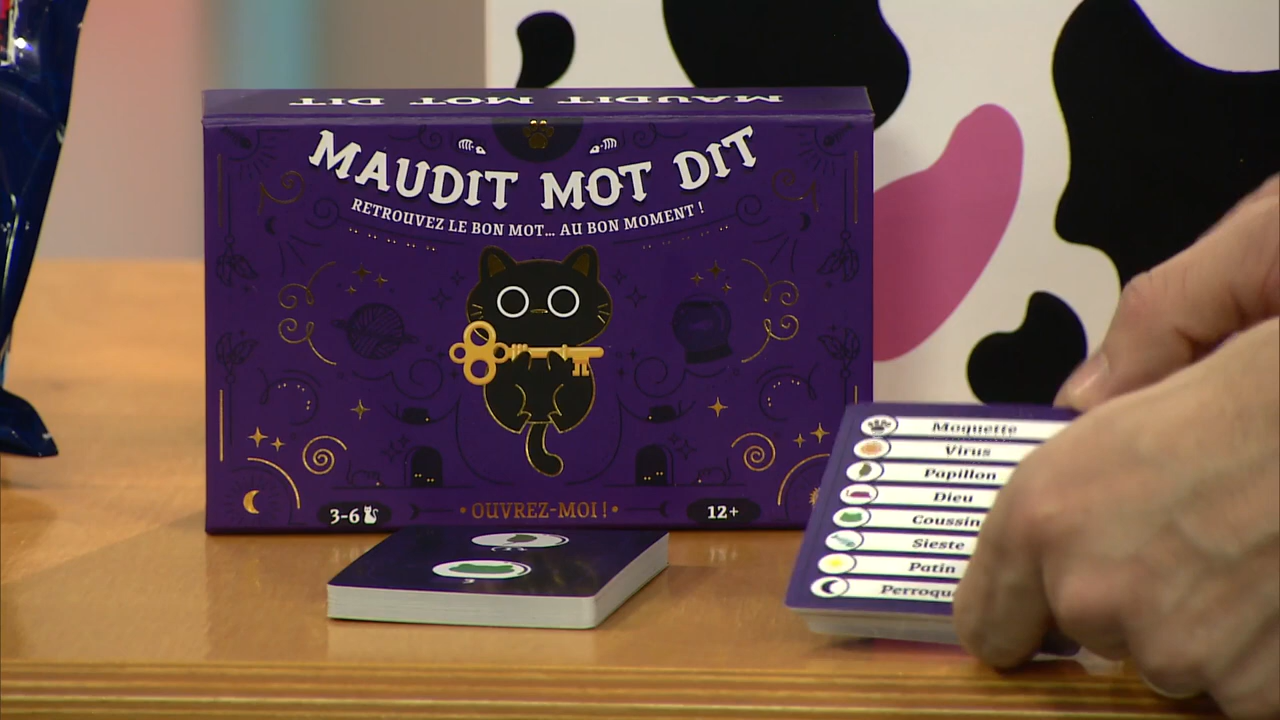 MAUDIT MOT DIT
MAUDIT MOT DIT
RETROUVEZ LE BON MOT... AU BON MOMENT !
• OUVREZ-MOI ! •
3-6
12+
Moquette
Virus
Papillon
Dieu
Coussin
Sieste
Patin
Perroqu